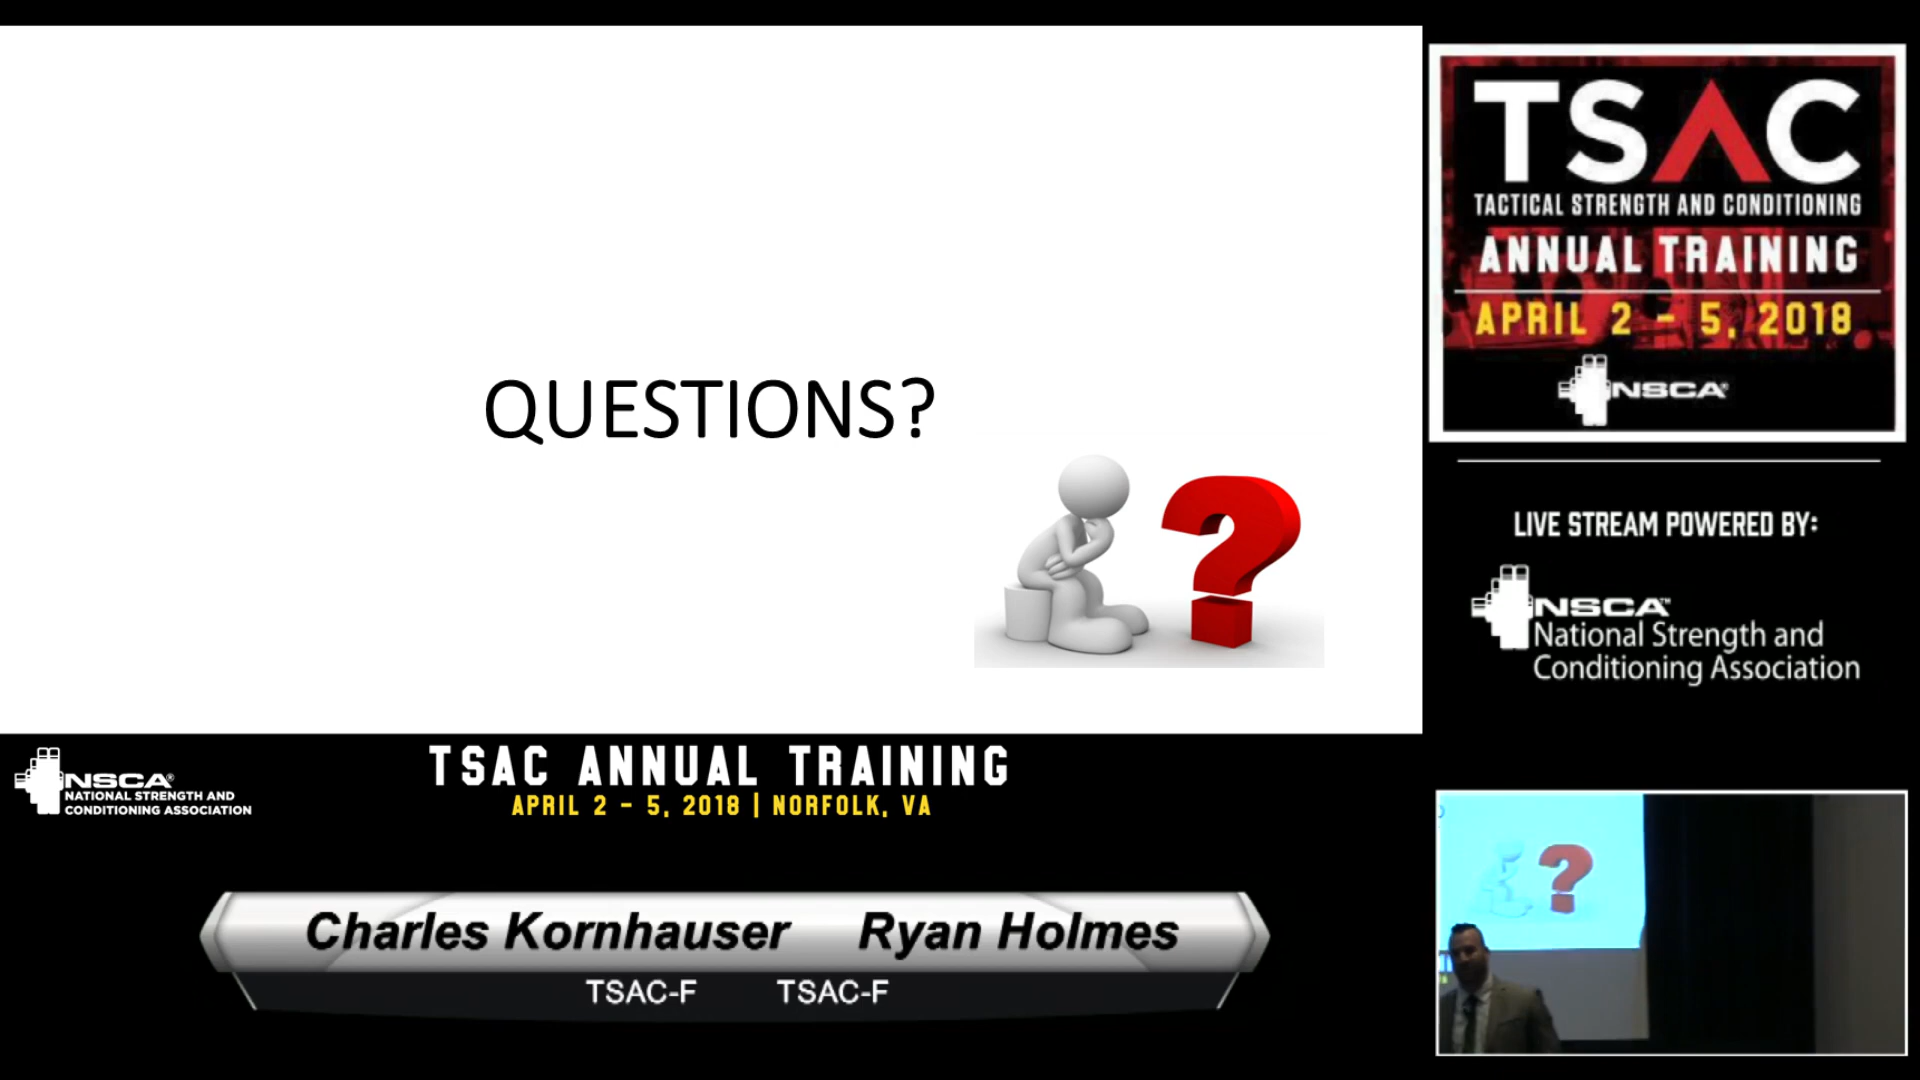 QUESTIONS?
TSAC
TACTICAL STRENGTH AND CONDITIONING
ANNUAL TRAINING
APRIL 2 - 5, 2018
NSCA®
LIVE STREAM POWERED BY:
NSCA™
National Strength and
Conditioning Association
NSCA®
NATIONAL STRENGTH AND
CONDITIONING ASSOCIATION
TSAC ANNUAL TRAINING
APRIL 2 - 5, 2018 | NORFOLK, VA
Charles Kornhauser Ryan Holmes
TSAC-F TSAC-F
?